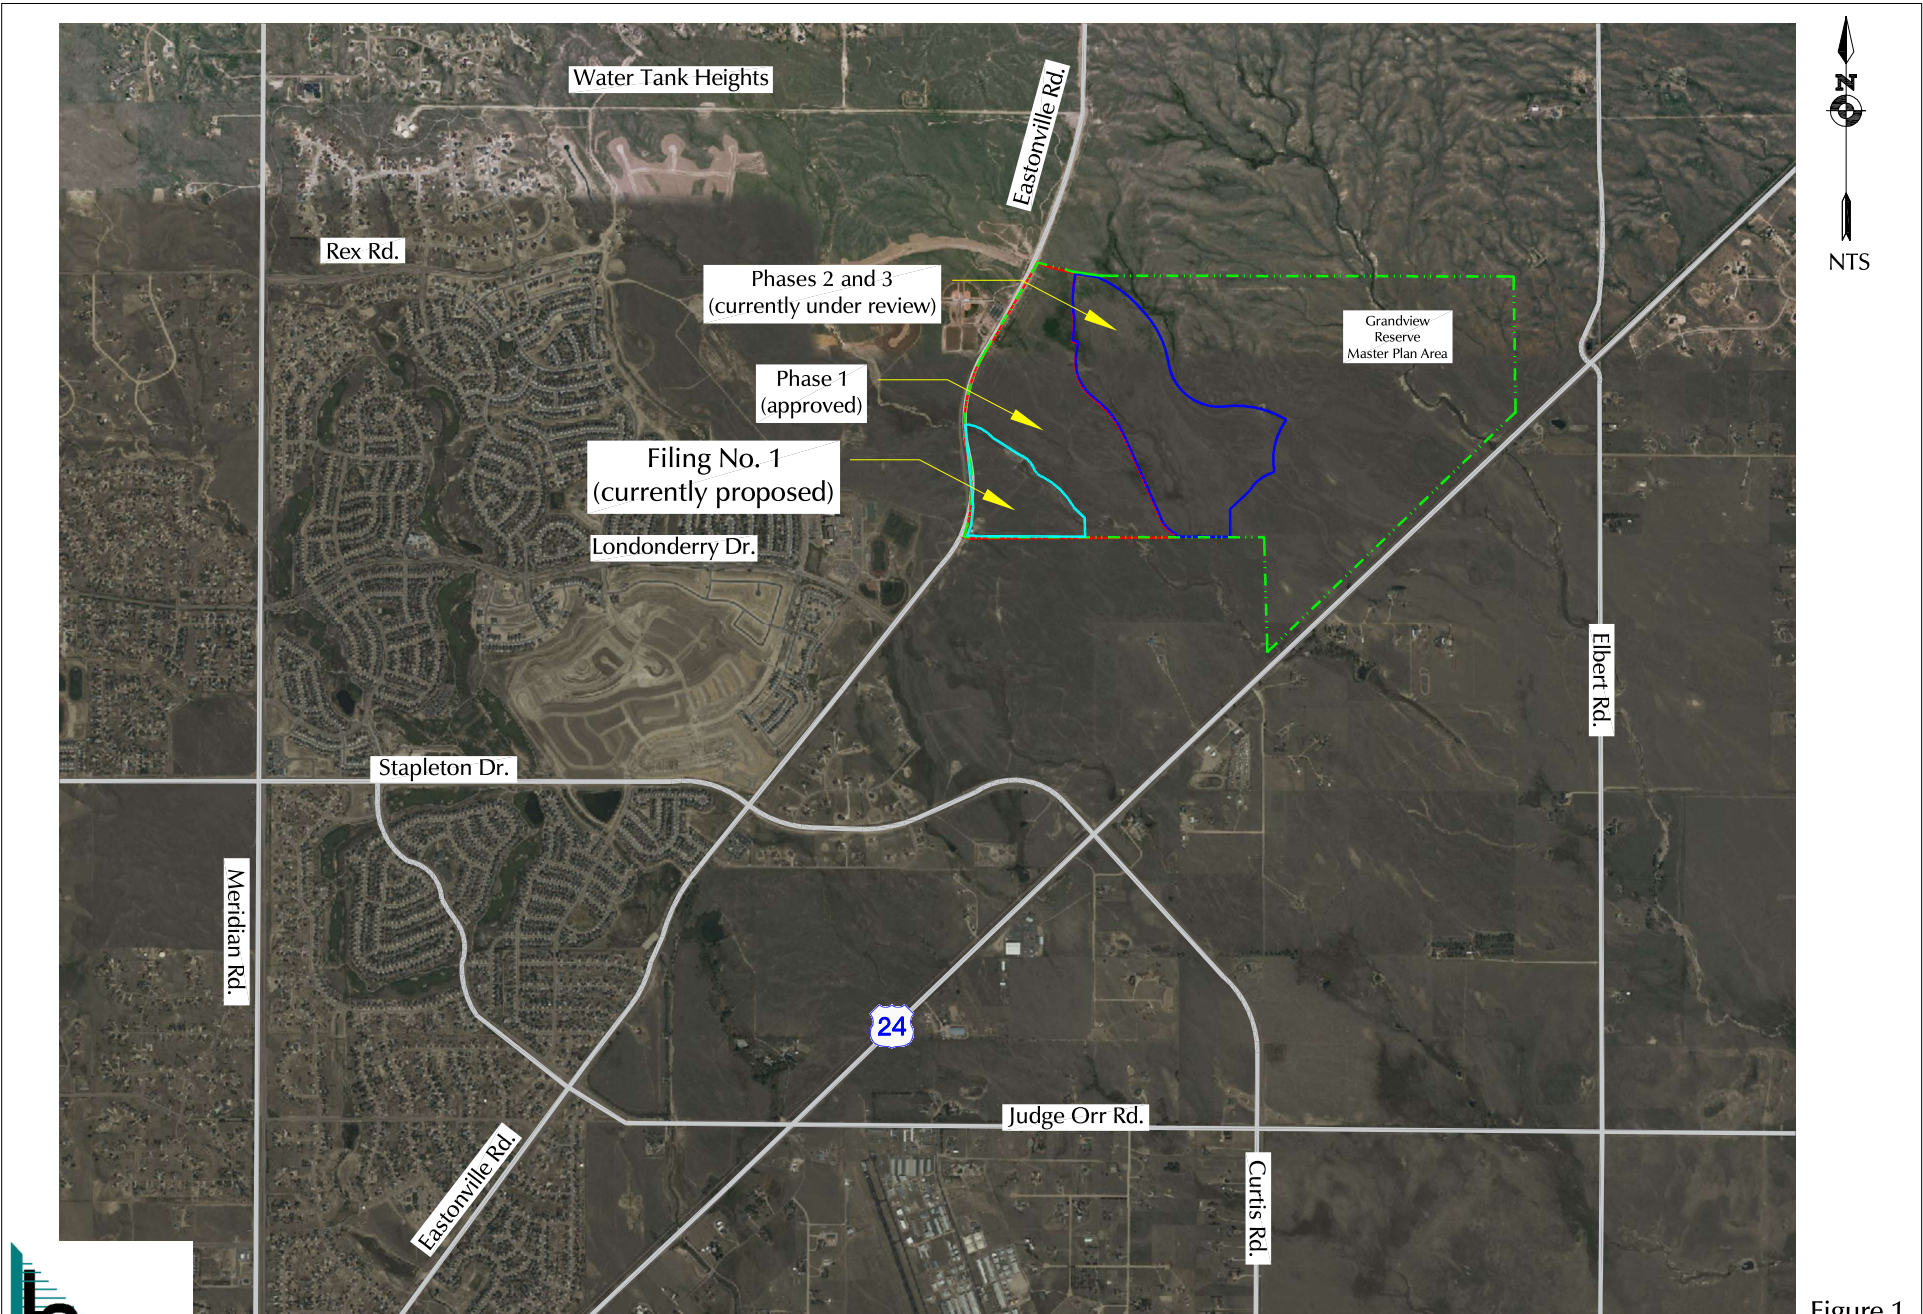 Water Tank Heights
Eastonville Rd.
N
NTS
Rex Rd.
Phases 2 and 3
(currently under review)
Grandview
Reserve
Master Plan Area
Phase 1
(approved)
Filing No. 1
(currently proposed)
Londonderry Dr.
Elbert Rd.
Stapleton Dr.
Meridian Rd.
24
Judge Orr Rd.
Eastonville Rd.
Curtis Rd.
Figure 1